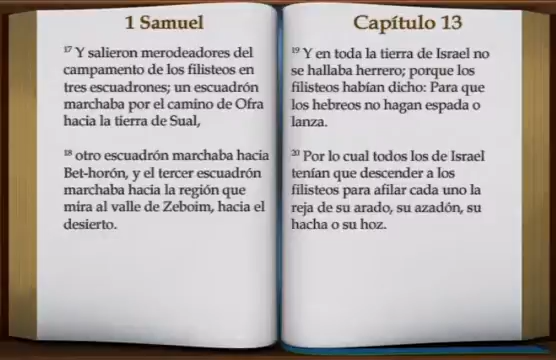 1 Samuel
17 Y salieron merodeadores del
campamento de los filisteos en
tres escuadrones; un escuadrón
marchaba por el camino de Ofra
hacia la tierra de Sual,
18 otro escuadrón marchaba hacia
Bet-horón, y el tercer escuadrón
marchaba hacia la región que
mira al valle de Zeboim, hacia el
desierto.
Capítulo 13
19 Y en toda la tierra de Israel no
se hallaba herrero; porque los
filisteos habían dicho: Para que
los hebreos no hagan espada o
lanza.
20 Por lo cual todos los de Israel
tenían que descender a los
filisteos para afilar cada uno la
reja de su arado, su azadón, su
hacha o su hoz.